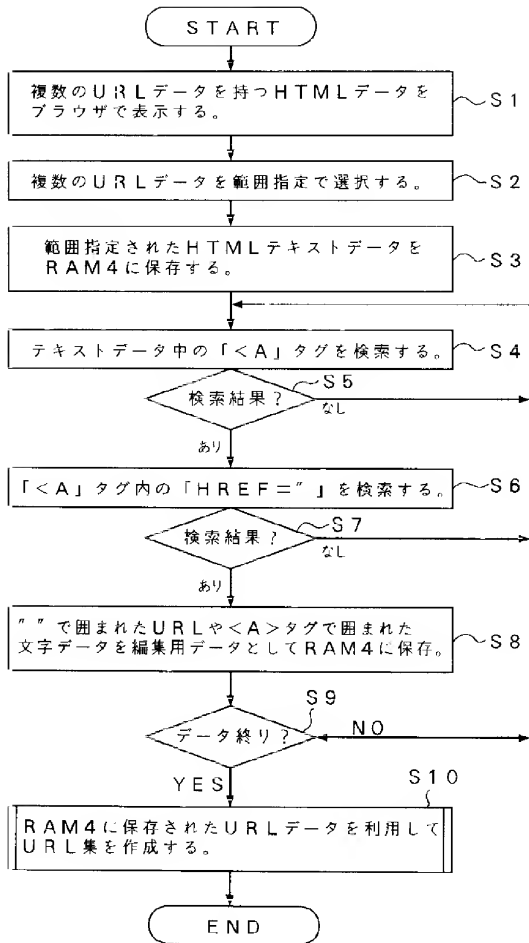 START
複数のURLデータを持つHTMLデータを
ブラウザで表示する。
S1
複数のURLデータを範囲指定で選択する。
S2
範囲指定されたHTMLテキストデータを
RAM4に保存する。
S3
テキストデータ中の「<A」タグを検索する。
S4
S5
検索結果?
なし
あり
「<A」タグ内の「HREF="」を検索する。
S6
S7
検索結果?
なし
あり
""で囲まれたURLや<A>タグで囲まれた
文字データを編集用データとしてRAM4に保存。
S8
S9
データ終り?
NO
YES
S10
RAM4に保存されたURLデータを利用して
URL集を作成する。
END